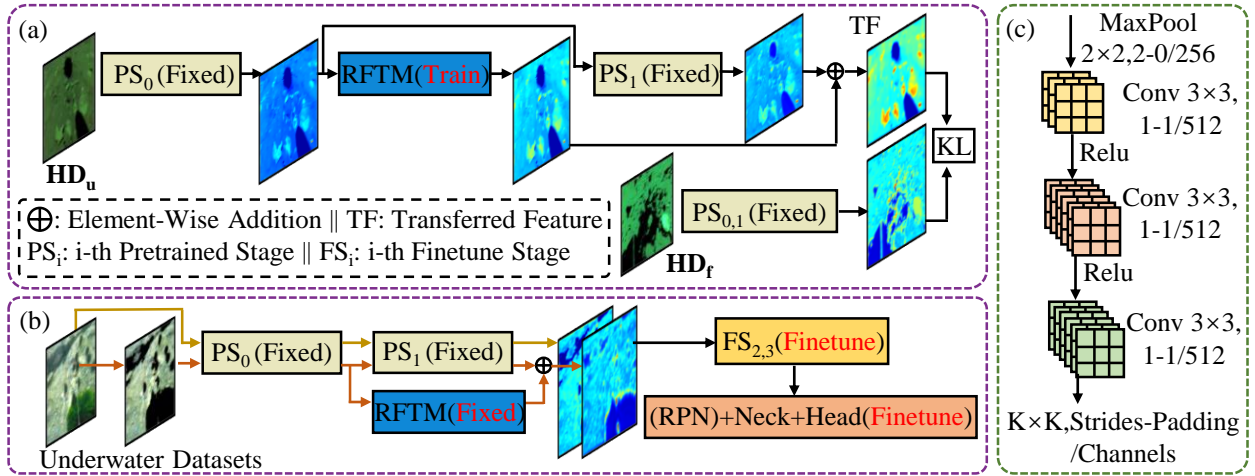 (a)
PS0 (Fixed)
RFTM(Train)
PS1 (Fixed)
TF
KL
HDu
PS0,1 (Fixed)
HDf
⊕: Element-Wise Addition || TF: Transferred Feature
PSi: i-th Pretrained Stage || FSi: i-th Finetune Stage
(b)
PS0 (Fixed)
PS1 (Fixed)
RFTM(Fixed)
FS2,3(Finetune)
(RPN)+Neck+Head(Finetune)
Underwater Datasets
(c)
MaxPool
2×2,2-0/256
Conv 3×3,
1-1/512
Relu
Conv 3×3,
1-1/512
Relu
Conv 3×3,
1-1/512
K×K,Strides-Padding
/Channels